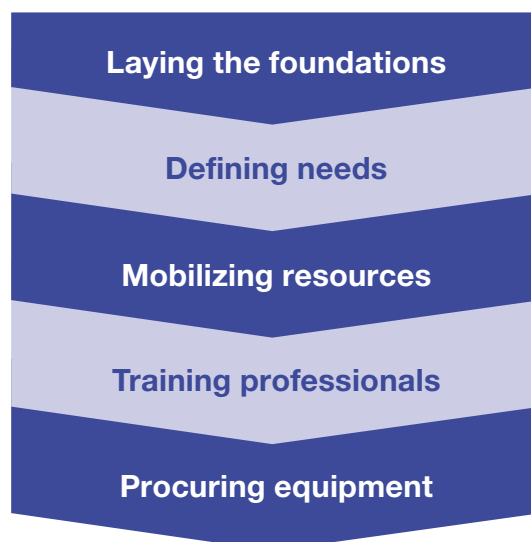 Laying the foundations
Defining needs
Mobilizing resources
Training professionals
Procuring equipment